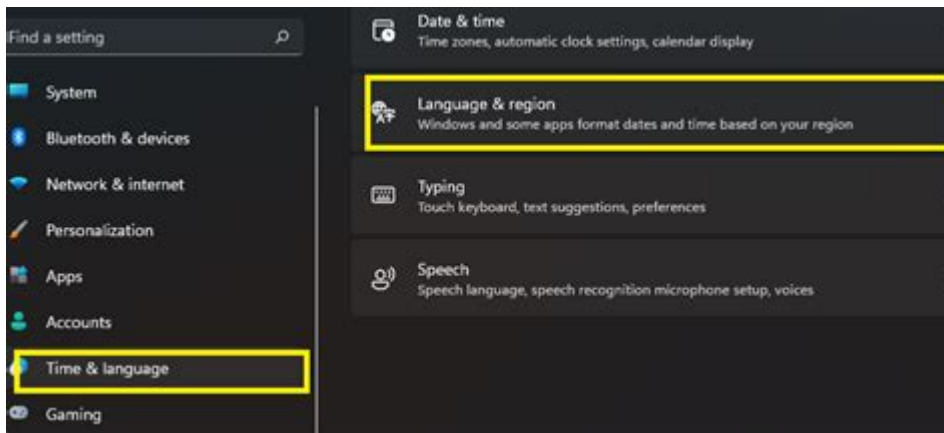 Find a setting
System
Bluetooth & devices
Network & internet
Personalization
Apps
Accounts
Time & language
Gaming
Date & time
Time zones, automatic clock settings, calendar display
Language & region
Windows and some apps format dates and time based on your region
Typing
Touch keyboard, text suggestions, preferences
Speech
Speech language, speech recognition microphone setup, voices